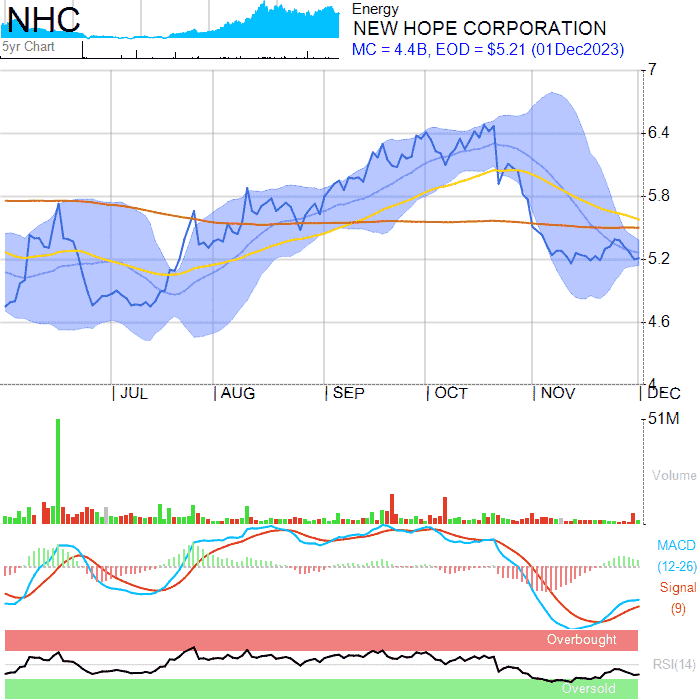 NHC
5yr Chart
Energy
NEW HOPE CORPORATION
MC = 4.4B, EOD = $5.21 (01Dec2023)
7
6.4
5.8
5.2
4.6
4
JUL AUG SEP OCT NOV DEC
51M
Volume
MACD
(12-26)
Signal
(9)
Overbought
RSI(14)
Oversold